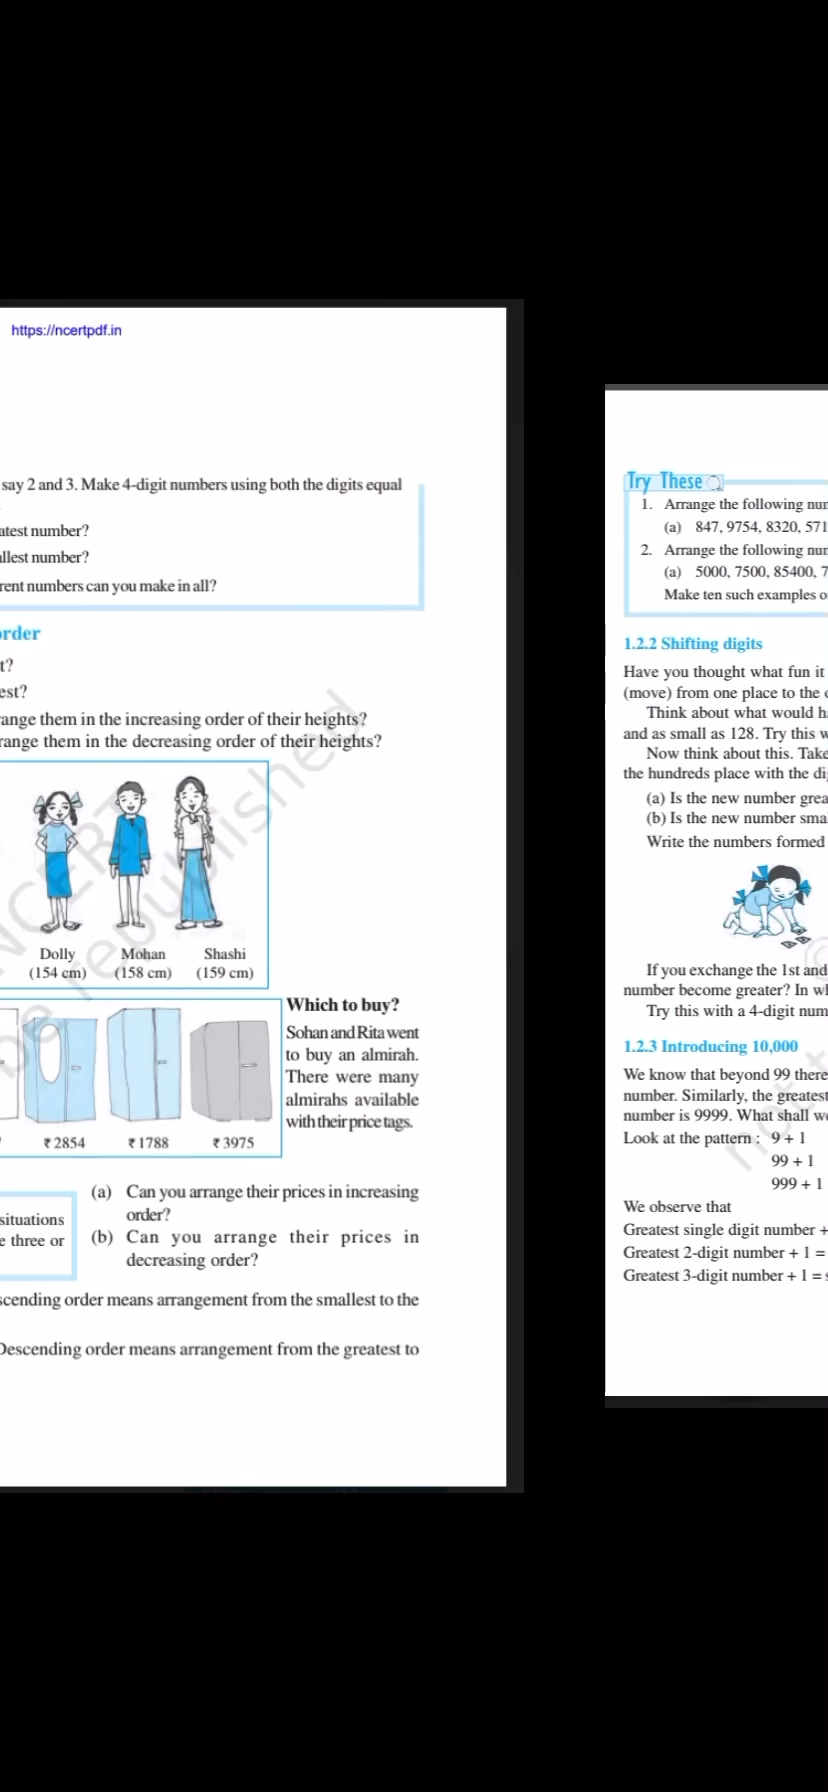 https://ncertpdf.in
say 2 and 3. Make 4-digit numbers using both the digits equal
atest number?
llest number?
rent numbers can you make in all?
order
t?
est?
range them in the increasing order of their heights?
range them in the decreasing order of their heights?
Dolly Mohan Shashi
(154 cm) (158 cm) (159 cm)
Which to buy?
Sohan and Rita went
to buy an almirah.
There were many
almirahs available
with their price tags.
₹ 2854 ₹ 1788 ₹ 3975
(a) Can you arrange their prices in increasing
order?
(b) Can you arrange their prices in
decreasing order?
situations
e three or
scending order means arrangement from the smallest to the
Descending order means arrangement from the greatest to
NCERT
be republished
Try These
1. Arrange the following nu
(a) 847, 9754, 8320, 571
2. Arrange the following nu
(a) 5000, 7500, 85400, 7
Make ten such examples o
1.2.2 Shifting digits
Have you thought what fun it
(move) from one place to the
Think about what would h
and as small as 128. Try this w
Now think about this. Take
the hundreds place with the di
(a) Is the new number grea
(b) Is the new number sma
Write the numbers formed
If you exchange the 1st and
number become greater? In w
Try this with a 4-digit num
1.2.3 Introducing 10,000
We know that beyond 99 there
number. Similarly, the greatest
number is 9999. What shall w
Look at the pattern : 9 + 1
99 + 1
999 + 1
We observe that
Greatest single digit number +
Greatest 2-digit number + 1 =
Greatest 3-digit number + 1 =
©
not t